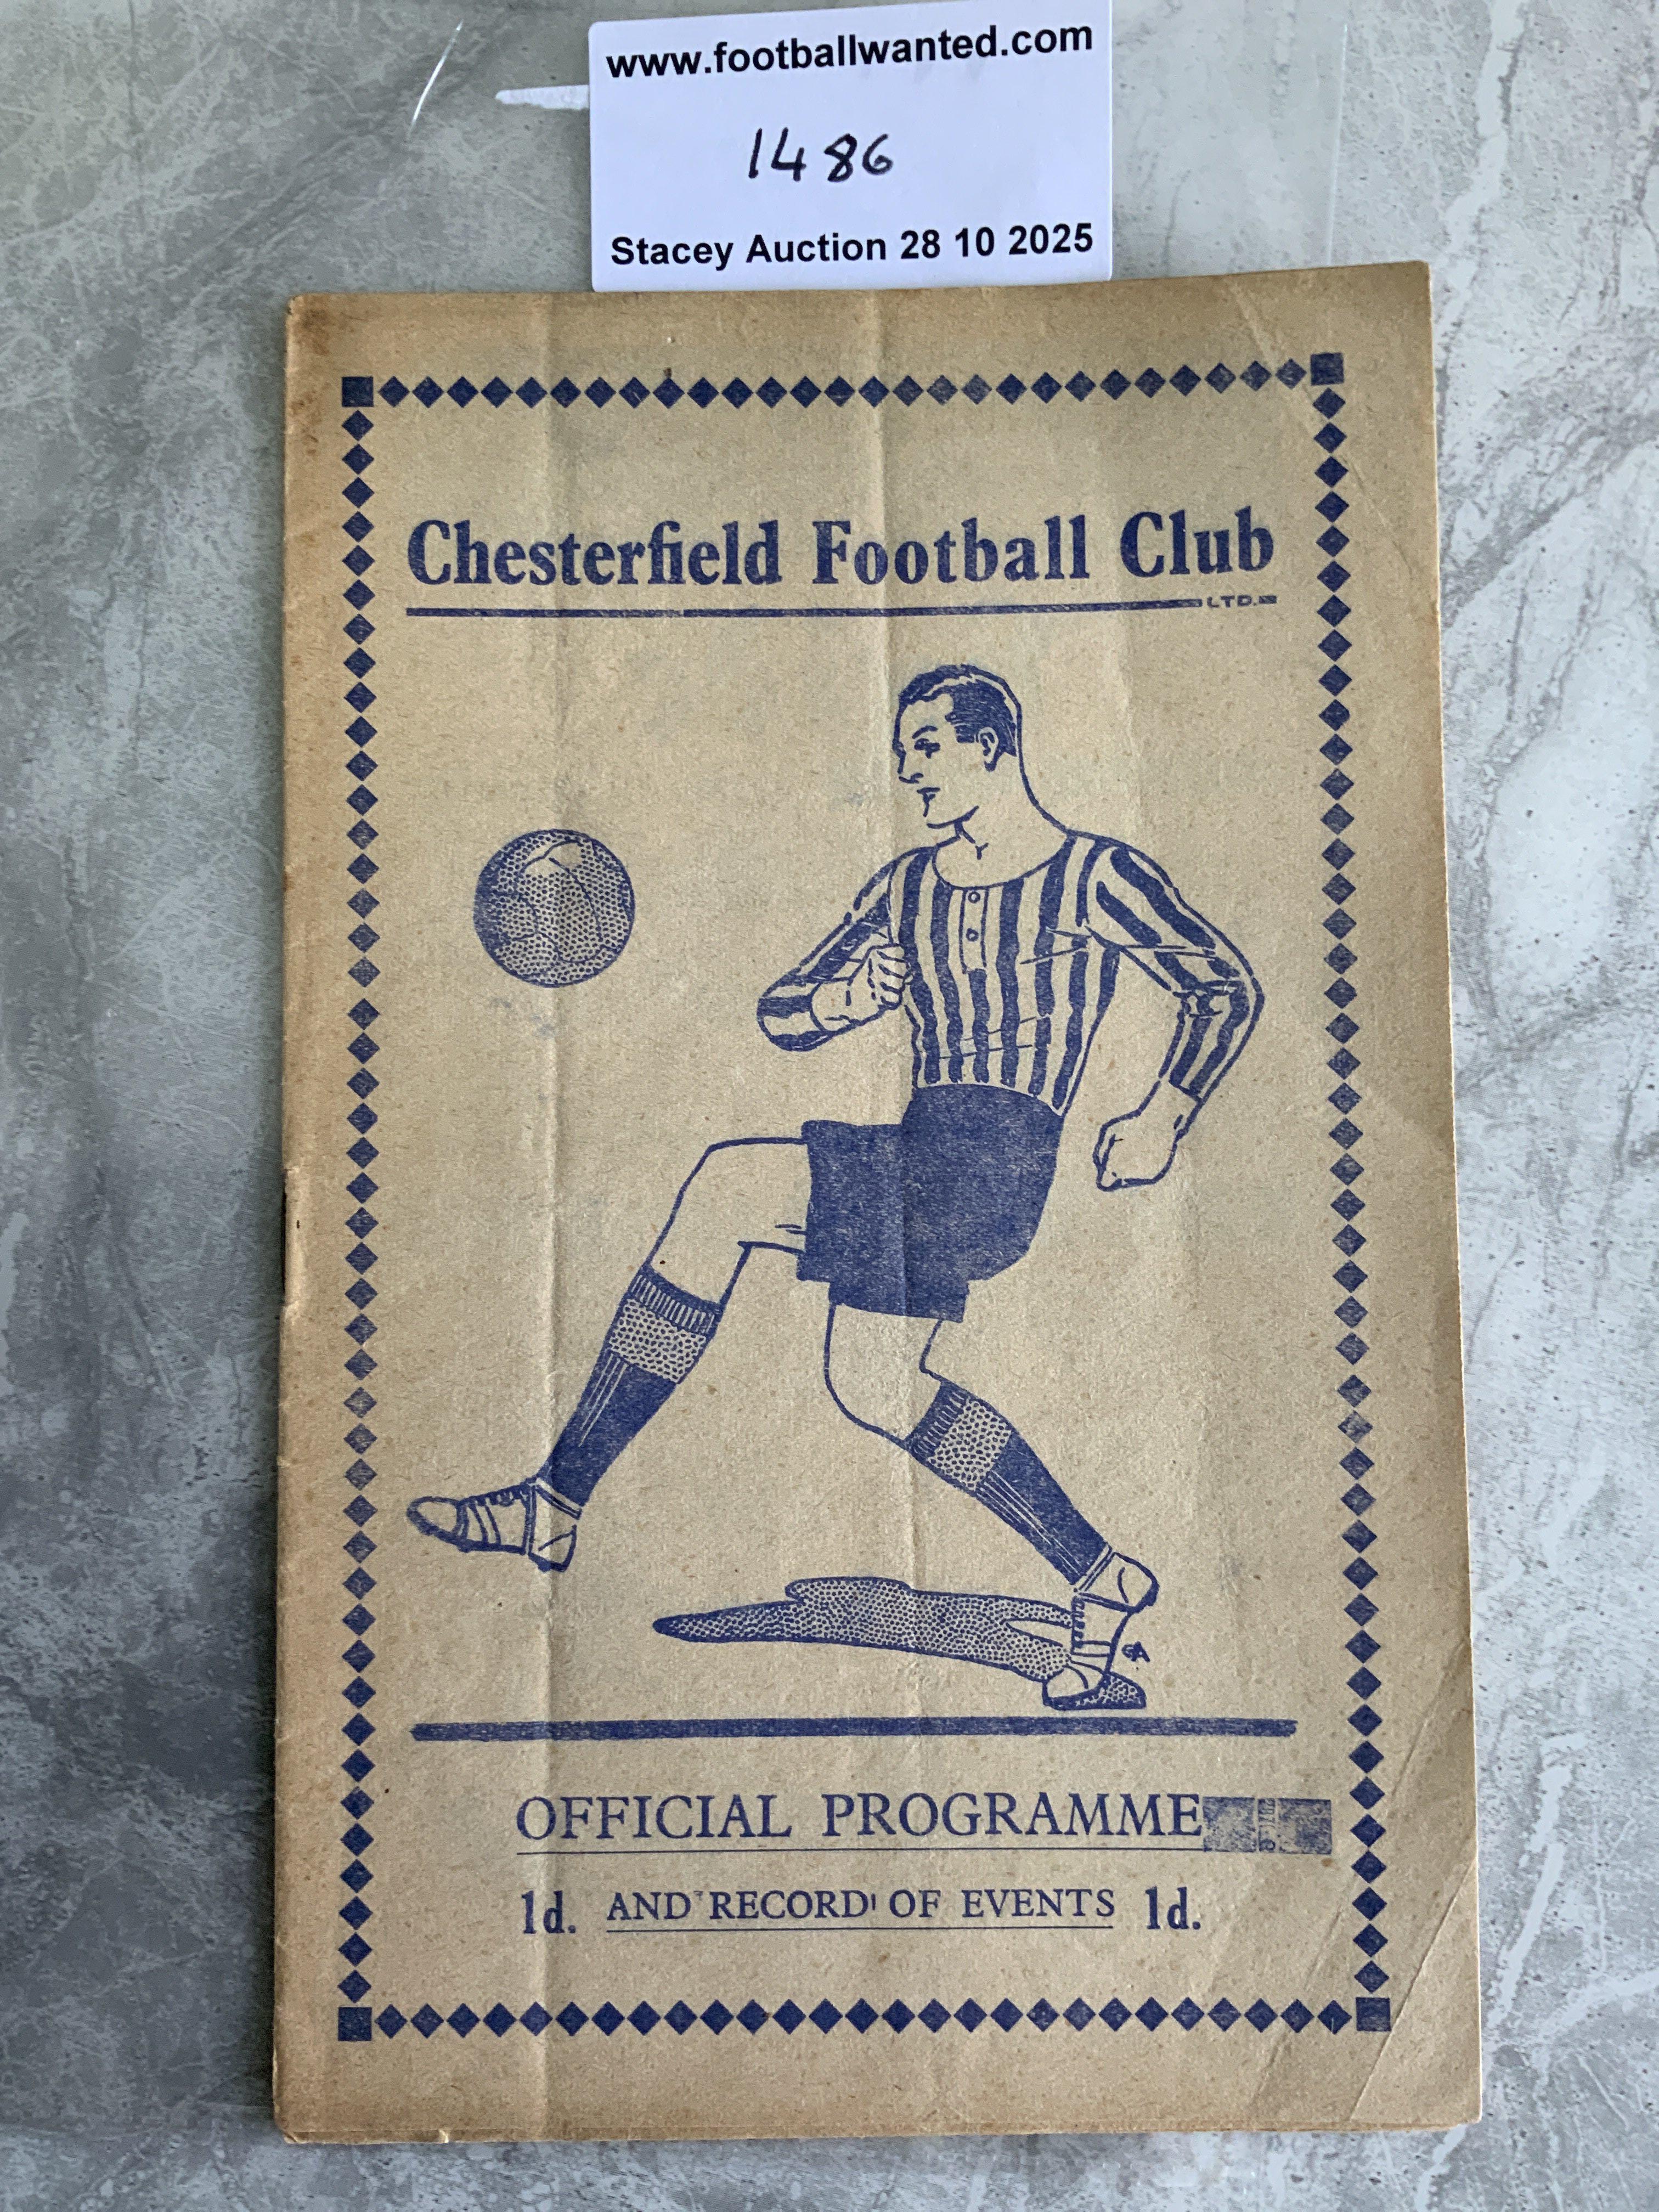 www.footballwanted.com
1486
Stacey Auction 28 10 2025
Chesterfield Football Club
LTD.
OFFICIAL PROGRAMME
1d. AND RECORD OF EVENTS 1d.